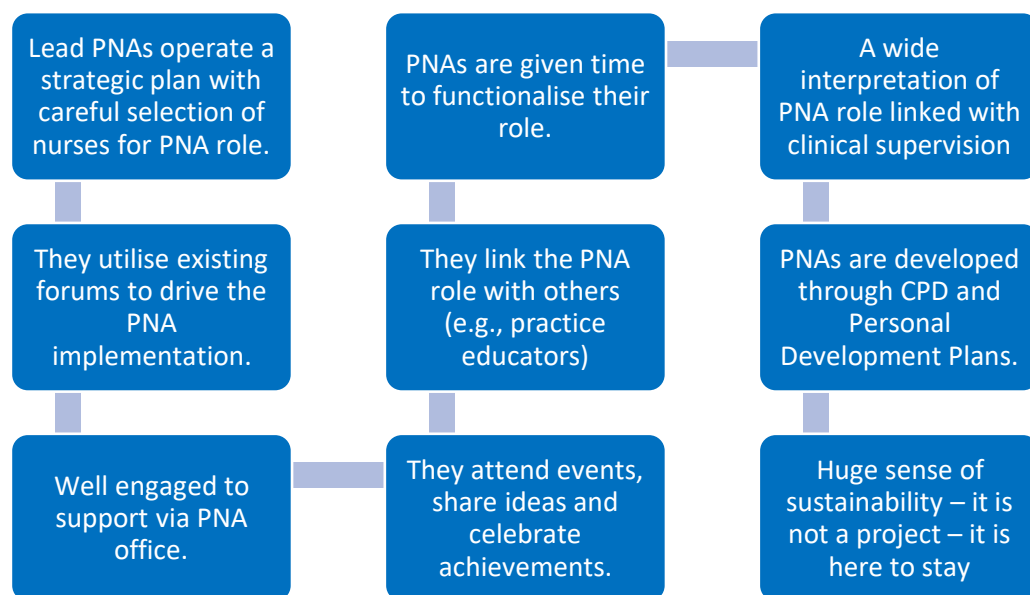 Lead PNAs operate a
strategic plan with
careful selection of
nurses for PNA role.
They utilise existing
forums to drive the
PNA
implementation.
Well engaged to
support via PNA
office.
They attend events,
share ideas and
celebrate
achievements.
They link the PNA
role with others
(e.g., practice
educators)
PNAs are given time
to functionalise their
role.
A wide
interpretation of
PNA role linked with
clinical supervision
PNAs are developed
through CPD and
Personal
Development Plans.
Huge sense of
sustainability – it is
not a project – it is
here to stay